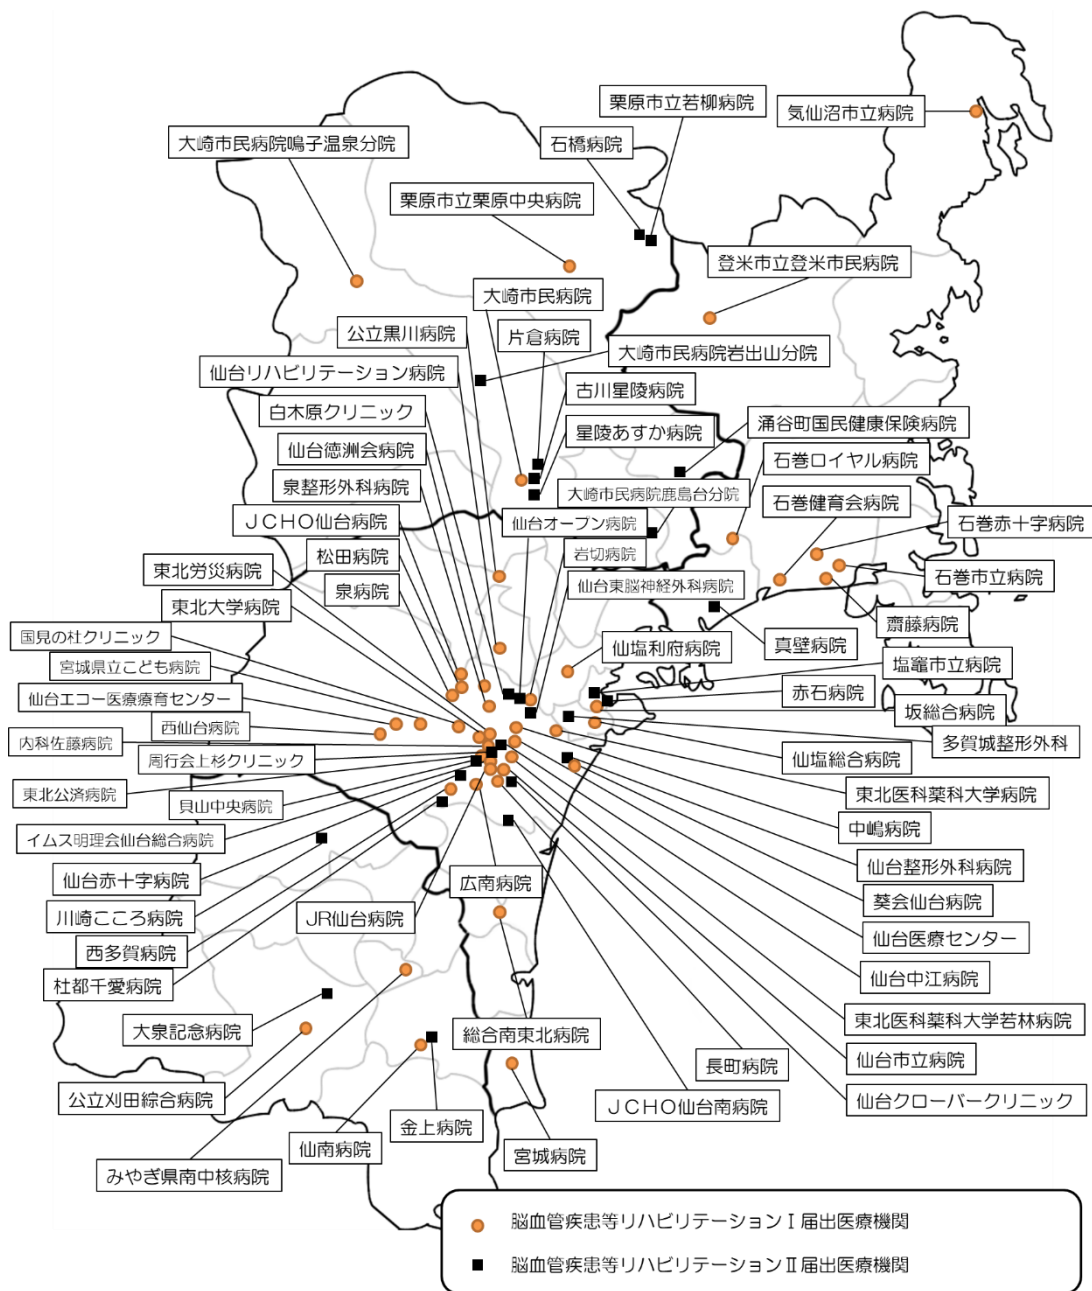 栗原市立若柳病院
気仙沼市立病院
大崎市民病院鳴子温泉分院
石橋病院
栗原市立栗原中央病院
登米市立登米市民病院
大崎市民病院
公立黒川病院
片倉病院
大崎市民病院岩出山分院
仙台リハビリテーション病院
古川星陵病院
白木原クリニック
涌谷町国民健康保険病院
星陵あすか病院
仙台徳洲会病院
石巻ロイヤル病院
泉整形外科病院
大崎市民病院鹿島台分院
石巻健育会病院
JCHO仙台病院
仙台オープン病院
石巻赤十字病院
松田病院
岩切病院
東北労災病院
石巻市立病院
泉病院
仙台東脳神経外科病院
東北大学病院
齋藤病院
国見の杜クリニック
仙塩利府病院
真壁病院
宮城県立こども病院
塩竈市立病院
仙台エコー医療療育センター
赤石病院
西仙台病院
坂総合病院
内科佐藤病院
多賀城整形外科
周行会上杉クリニック
仙塩総合病院
東北公済病院
東北医科薬科大学病院
貝山中央病院
中嶋病院
イムス明理会仙台総合病院
仙台整形外科病院
仙台赤十字病院
広南病院
葵会仙台病院
川崎こころ病院
JR仙台病院
仙台医療センター
西多賀病院
仙台中江病院
杜都千愛病院
東北医科薬科大学若林病院
大泉記念病院
総合南東北病院
仙台市立病院
長町病院
公立刈田綜合病院
JCHO仙台南病院
仙台クローバークリニック
金上病院
仙南病院
宮城病院
みやぎ県南中核病院
脳血管疾患等リハビリテーションⅠ届出医療機関
脳血管疾患等リハビリテーションⅡ届出医療機関